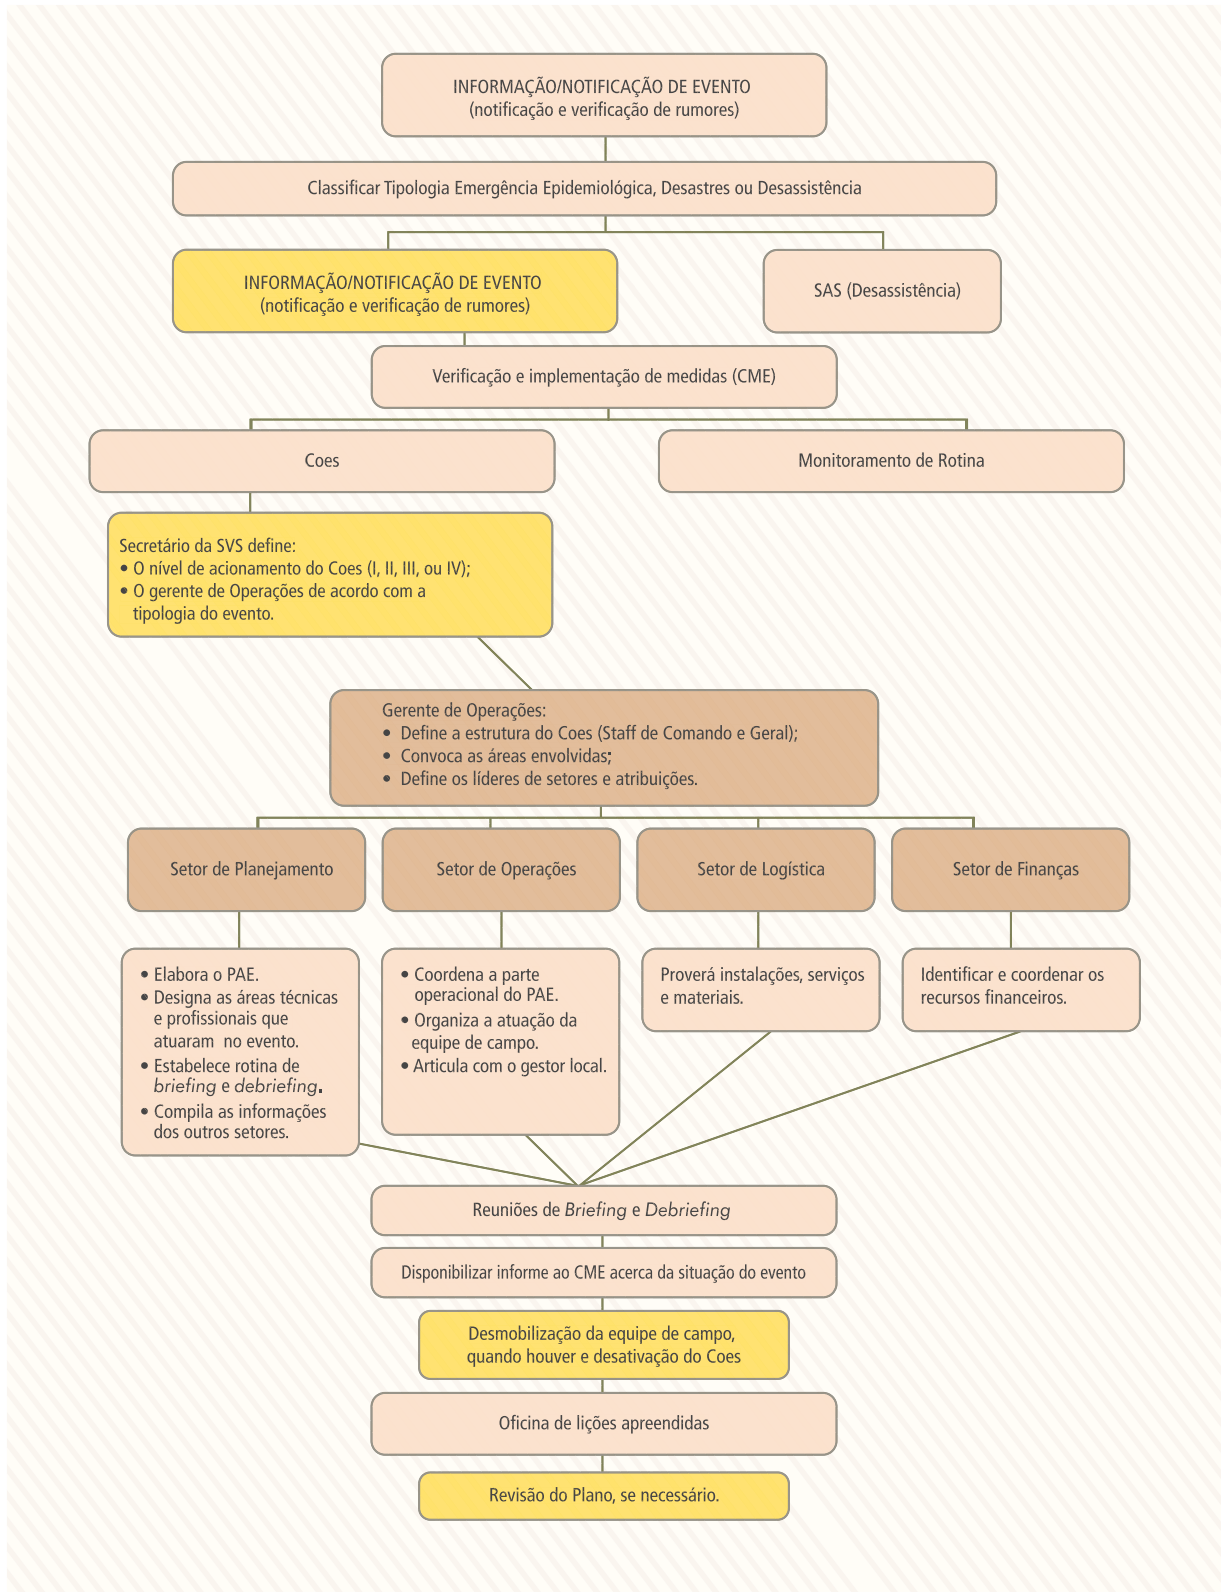 INFORMAÇÃO/NOTIFICAÇÃO DE EVENTO
(notificação e verificação de rumores)
Classificar Tipologia Emergência Epidemiológica, Desastres ou Desassistência
INFORMAÇÃO/NOTIFICAÇÃO DE EVENTO
(notificação e verificação de rumores)
SAS (Desassistência)
Verificação e implementação de medidas (CME)
Coes
Monitoramento de Rotina
Secretário da SVS define:
• O nível de acionamento do Coes (I, II, III, ou IV);
• O gerente de Operações de acordo com a
tipologia do evento.
Gerente de Operações:
• Define a estrutura do Coes (Staff de Comando e Geral);
• Convoca as áreas envolvidas;
• Define os líderes de setores e atribuições.
Setor de Planejamento
Setor de Operações
Setor de Logística
Setor de Finanças
• Elabora o PAE.
• Designa as áreas técnicas
e profissionais que
atuaram no evento.
• Estabelece rotina de
briefing e debriefing.
• Compila as informações
dos outros setores.
• Coordena a parte
operacional do PAE.
• Organiza a atuação da
equipe de campo.
• Articula com o gestor local.
Proverá instalações, serviços
e materiais.
Identificar e coordenar os
recursos financeiros.
Reuniões de Briefing e Debriefing
Disponibilizar informe ao CME acerca da situação do evento
Desmobilização da equipe de campo,
quando houver e desativação do Coes
Oficina de lições apreendidas
Revisão do Plano, se necessário.